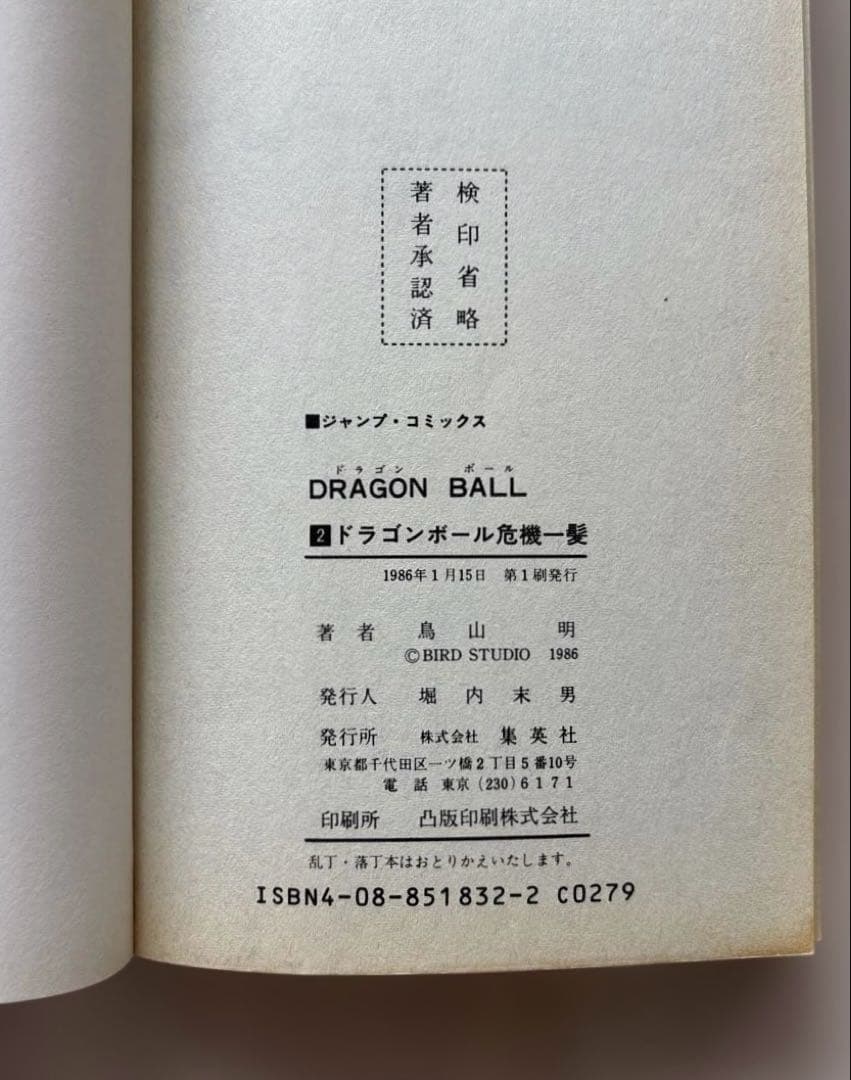 検印省略
著者承認済
■ジャンプ・コミックス
ドラゴン ボール
DRAGON BALL
2 ドラゴンボール危機一髪
1986年1月15日 第1刷発行
著者 鳥山 明
©BIRD STUDIO 1986
発行人 堀内末男
発行所 株式会社 集英社
東京都千代田区一ツ橋2丁目5番10号
電話 東京(230)6171
印刷所 凸版印刷株式会社
乱丁・落丁本はおとりかえいたします。
ISBN4-08-851832-2 C0279